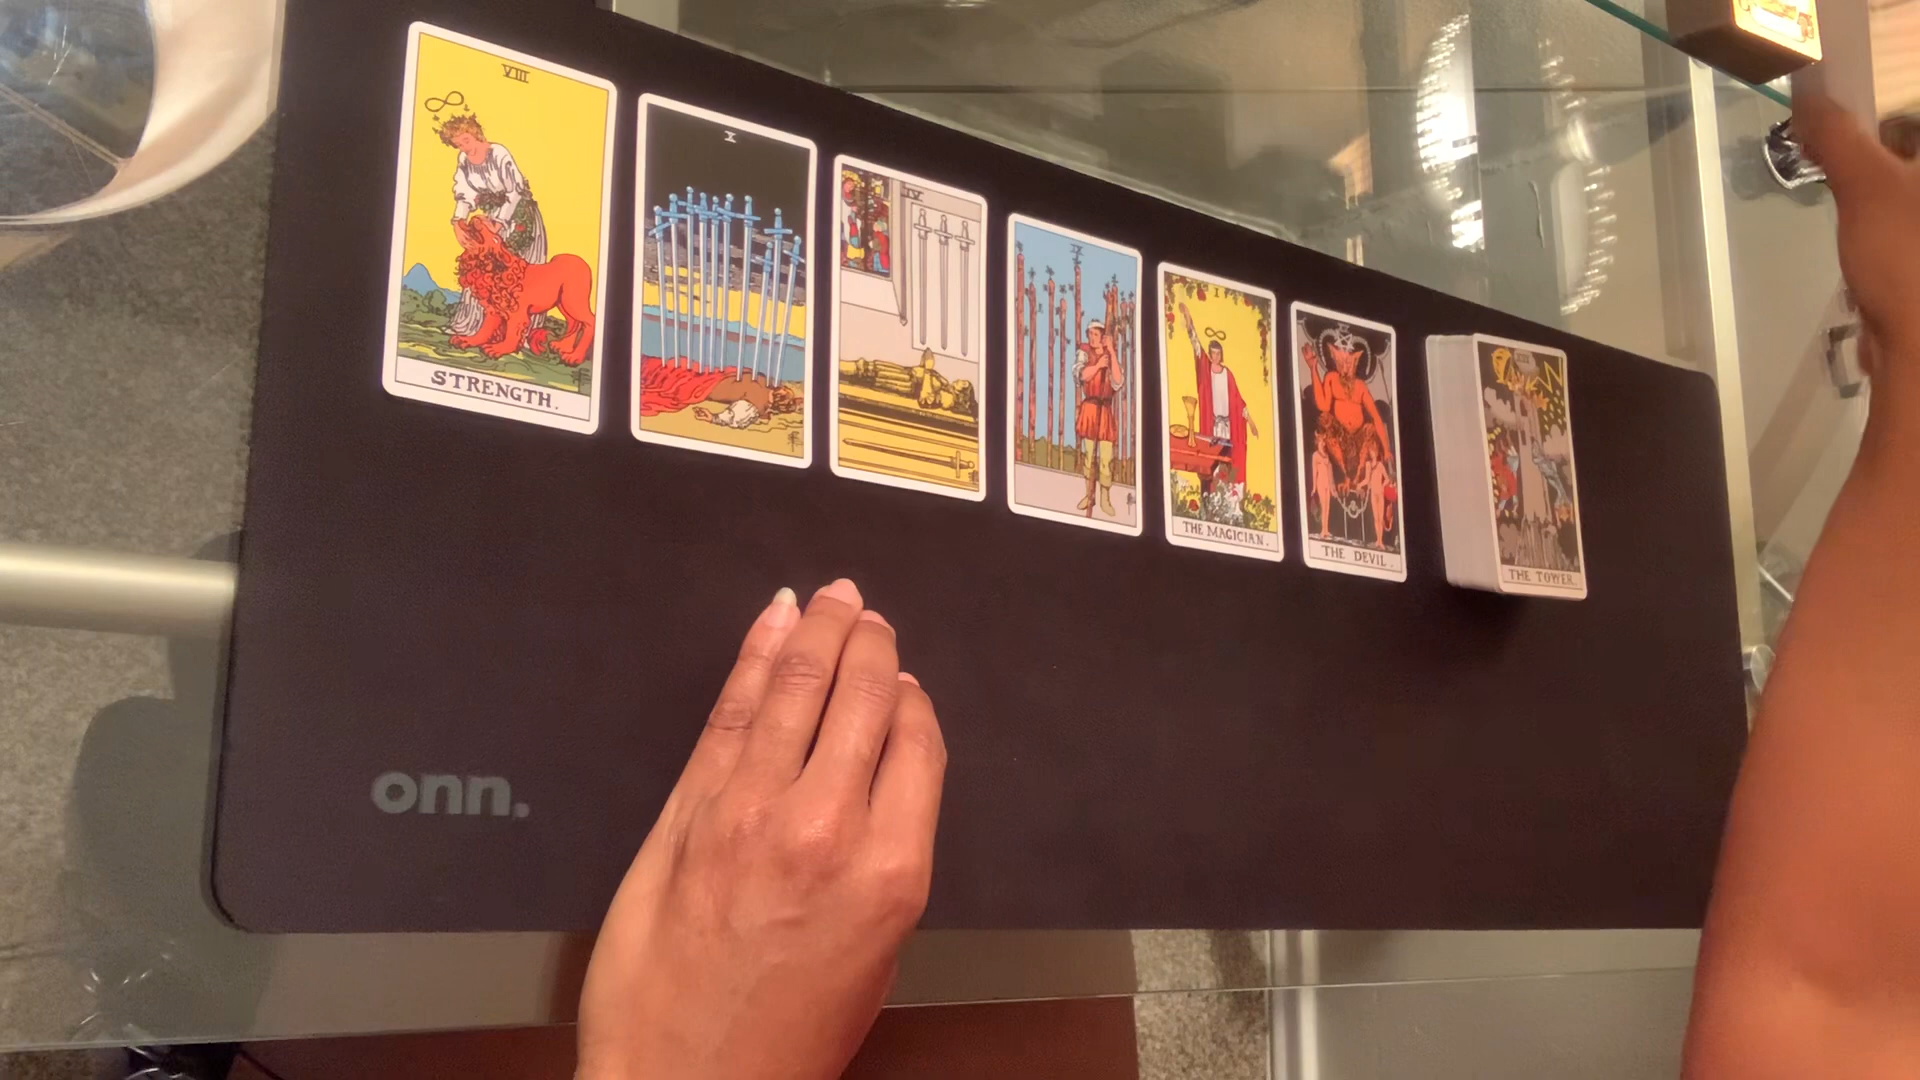 VIII
STRENGTH.
X
IV
IX
I
THE MAGICIAN.
THE DEVIL.
THE TOWER.
onn.